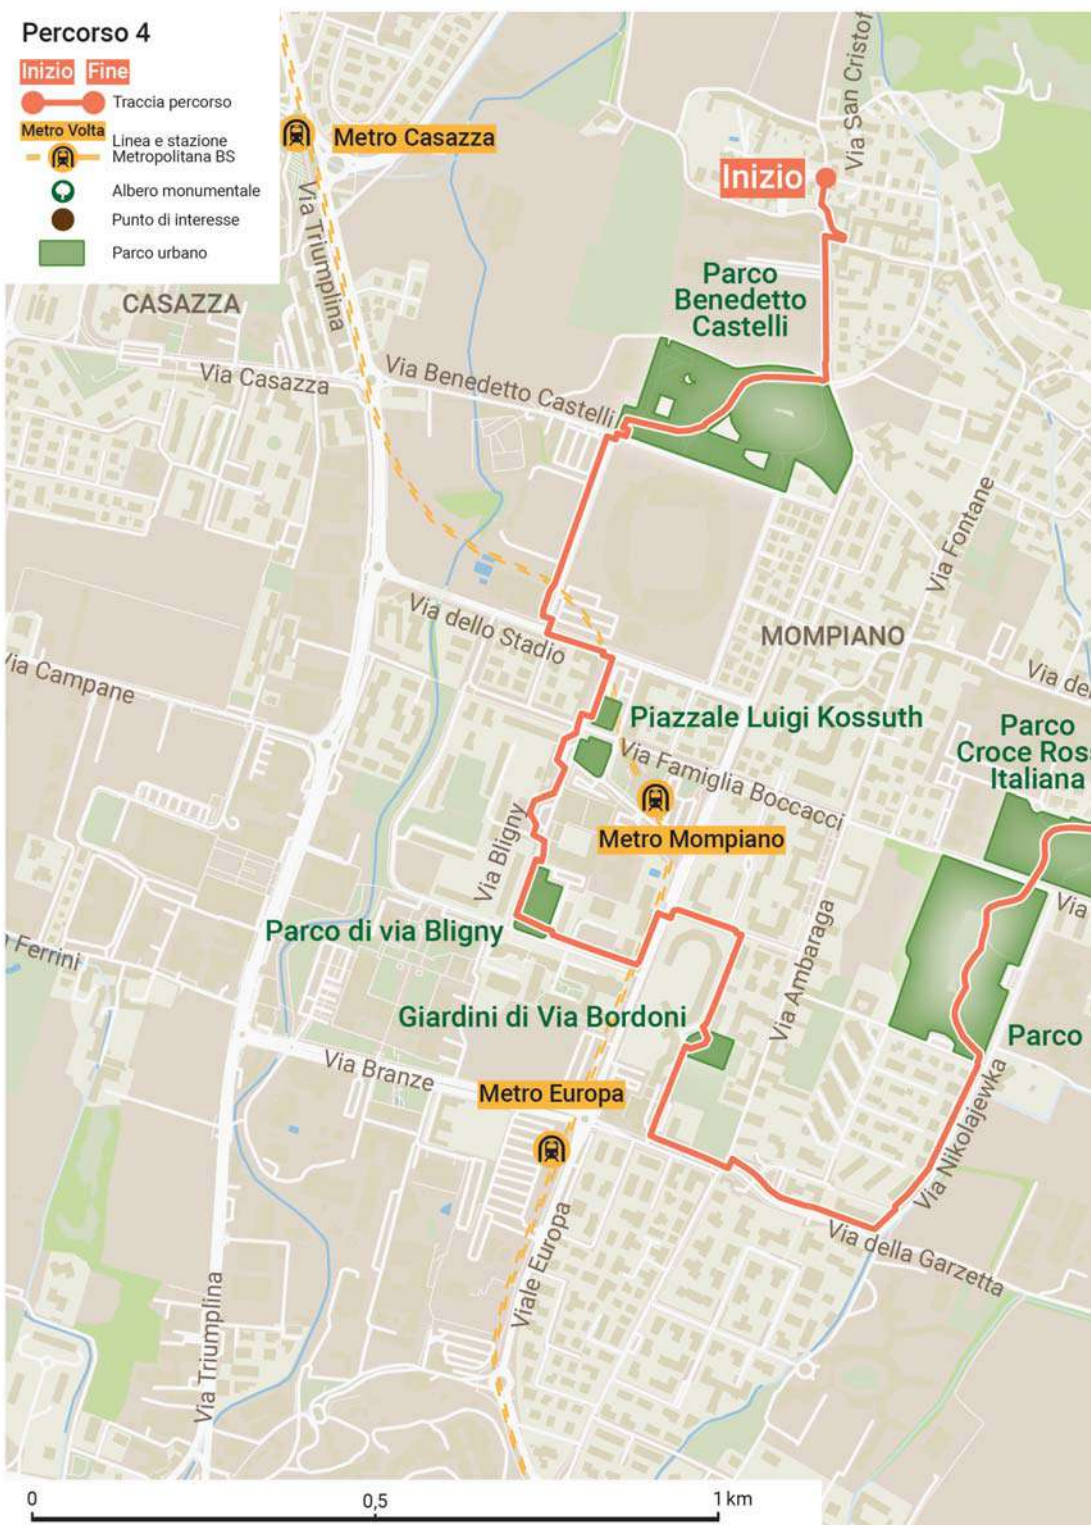 Percorso 4
Inizio Fine
Traccia percorso
Metro Volta
Linea e stazione
Metropolitana BS
Albero monumentale
Punto di interesse
Parco urbano
Metro Casazza
Via San Cristof
Inizio
Via Triumplina
CASAZZA
Parco
Benedetto
Castelli
Via Casazza
Via Benedetto Castelli
Via Fontane
Via dello Stadio
MOMPIANO
Via Campane
Via de
Piazzale Luigi Kossuth
Parco
Croce Ross
Italiana
Via Famiglia Boccacci
Metro Mompiano
Via Bligny
Via
Parco di via Bligny
Ferrini
Via Ambaraga
Giardini di Via Bordoni
Parco
Via Branze
Metro Europa
Via Nikolajewka
Viale Europa
Via della Garzetta
Via Triumplina
0 0,5 1 km